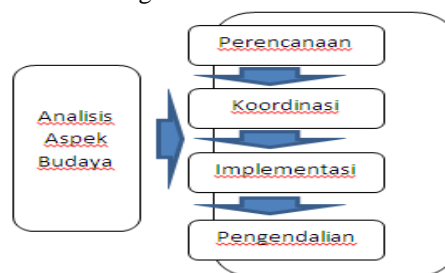 Analisis
Aspek
Budaya
Perencanaan
Koordinasi
Implementasi
Pengendalian